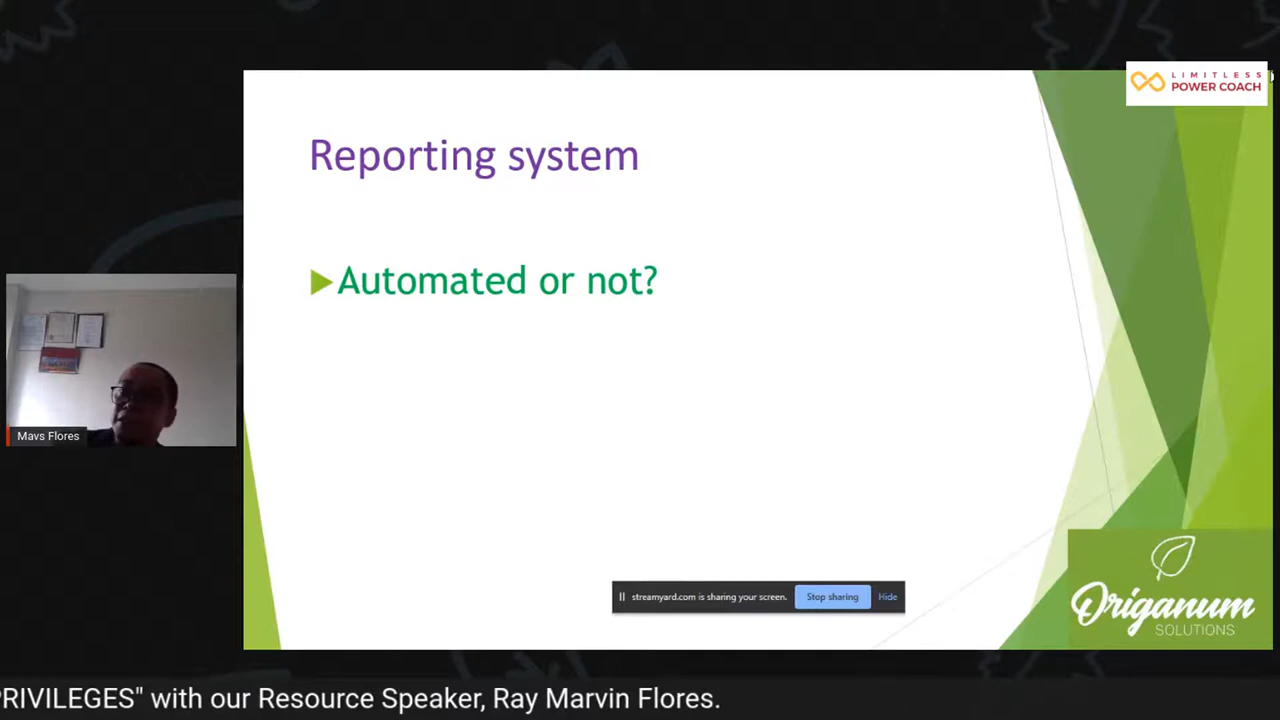 LIMITLESS
POWER COACH
Reporting system
Automated or not?
Mavs Flores
streamyard.com is sharing your screen.
Stop sharing
Hide
Origanum
SOLUTIONS
PRIVILEGES" with our Resource Speaker, Ray Marvin Flores.